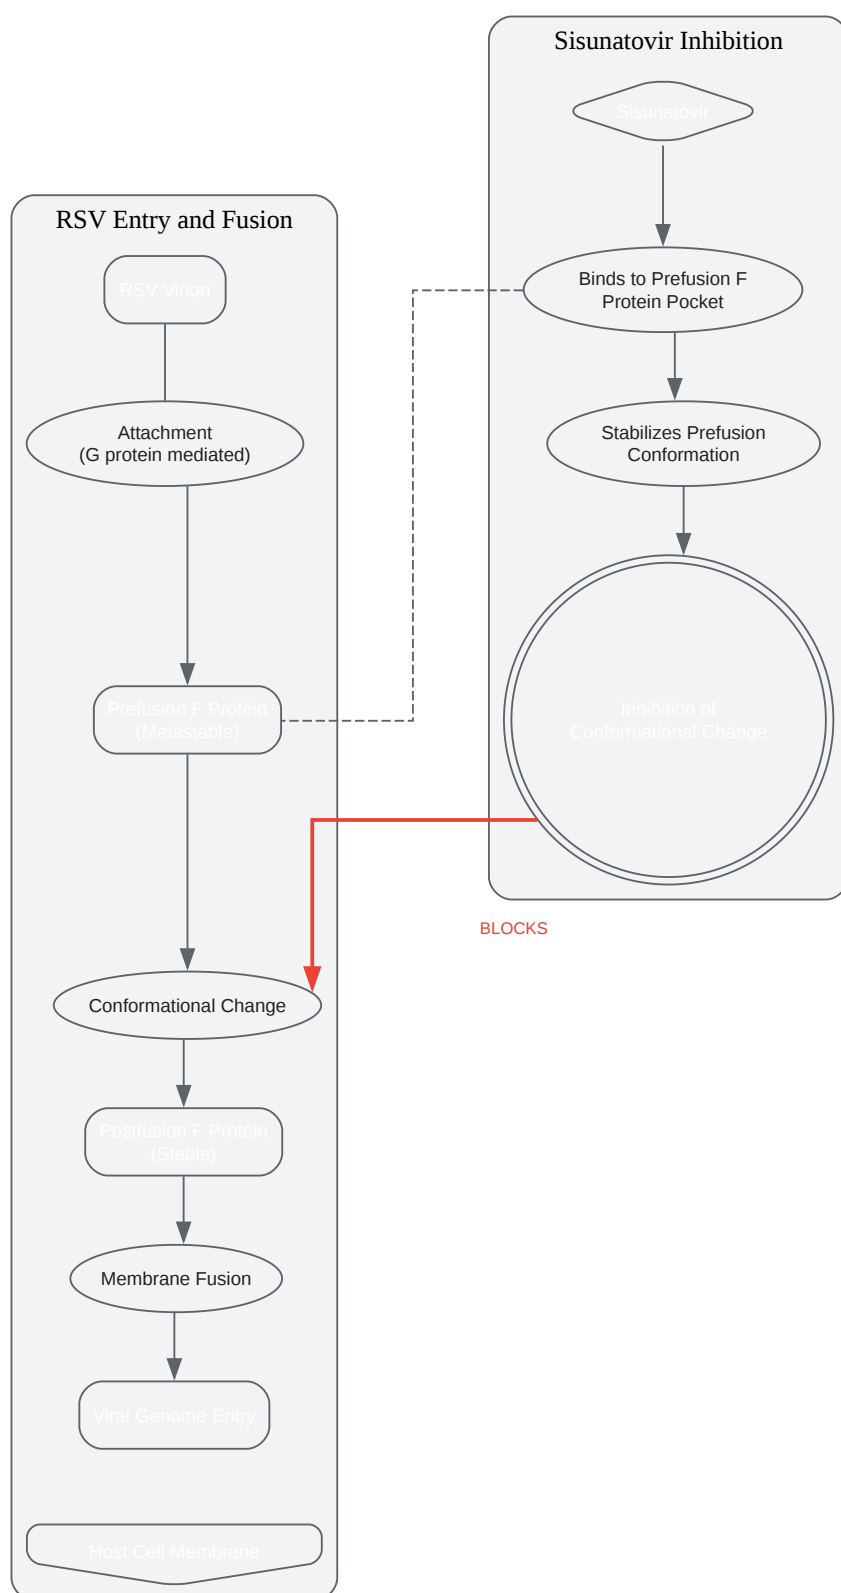 Sisunatovir Inhibition
Sisunatovir
Binds to Prefusion F
Protein Pocket
Stabilizes Prefusion
Conformation
Inhibition of
Conformational Change
BLOCKS
RSV Entry and Fusion
RSV Virion
Attachment
(G protein mediated)
Prefusion F Protein
(Metastable)
Conformational Change
Postfusion F Protein
(Stable)
Membrane Fusion
Viral Genome Entry
Host Cell Membrane